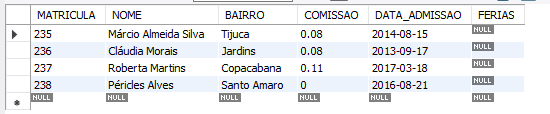 MATRICULA NOME BAIRRO COMISSAO DATA_ADMISSAO FERIAS
235 Márcio Almeida Silva Tijuca 0.08 2014-08-15 NULL
236 Cláudia Morais Jardins 0.08 2013-09-17 NULL
237 Roberta Martins Copacabana 0.11 2017-03-18 NULL
238 Péricles Alves Santo Amaro 0 2016-08-21 NULL
NULL NULL NULL NULL NULL NULL